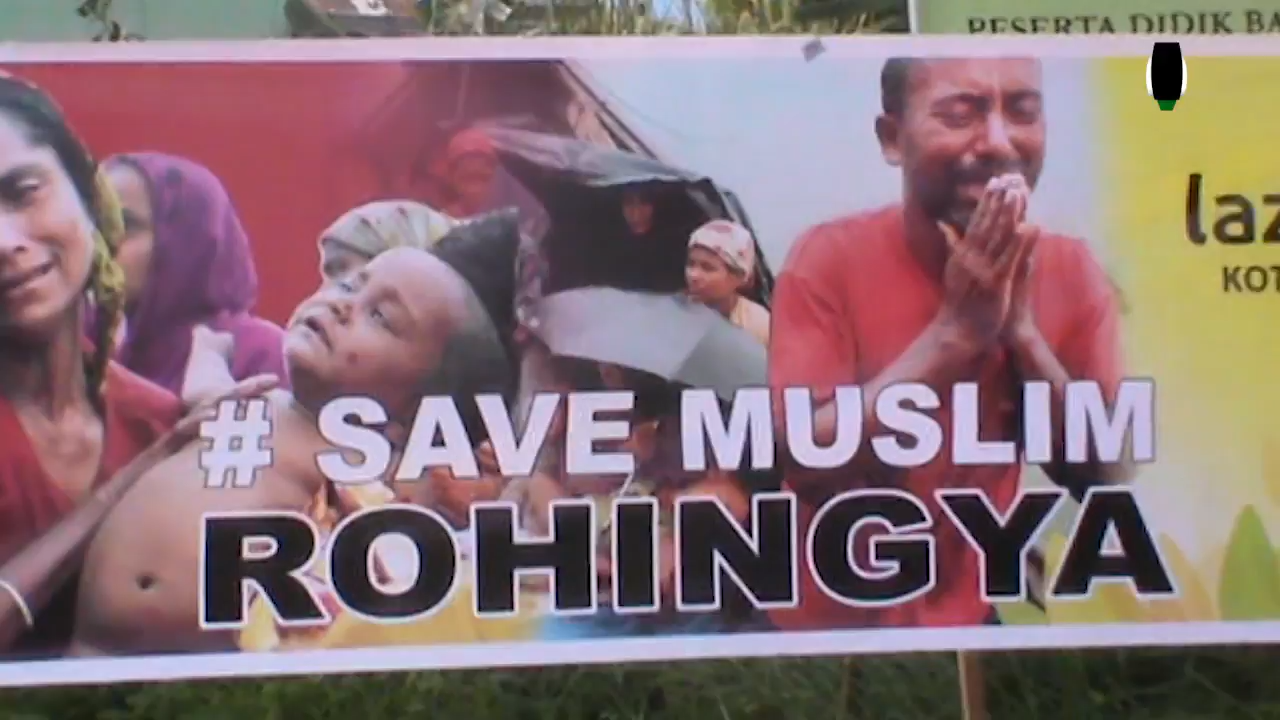 PESERTA DIDIK BA
laz
KOT
# SAVE MUSLIM
ROHINGYA